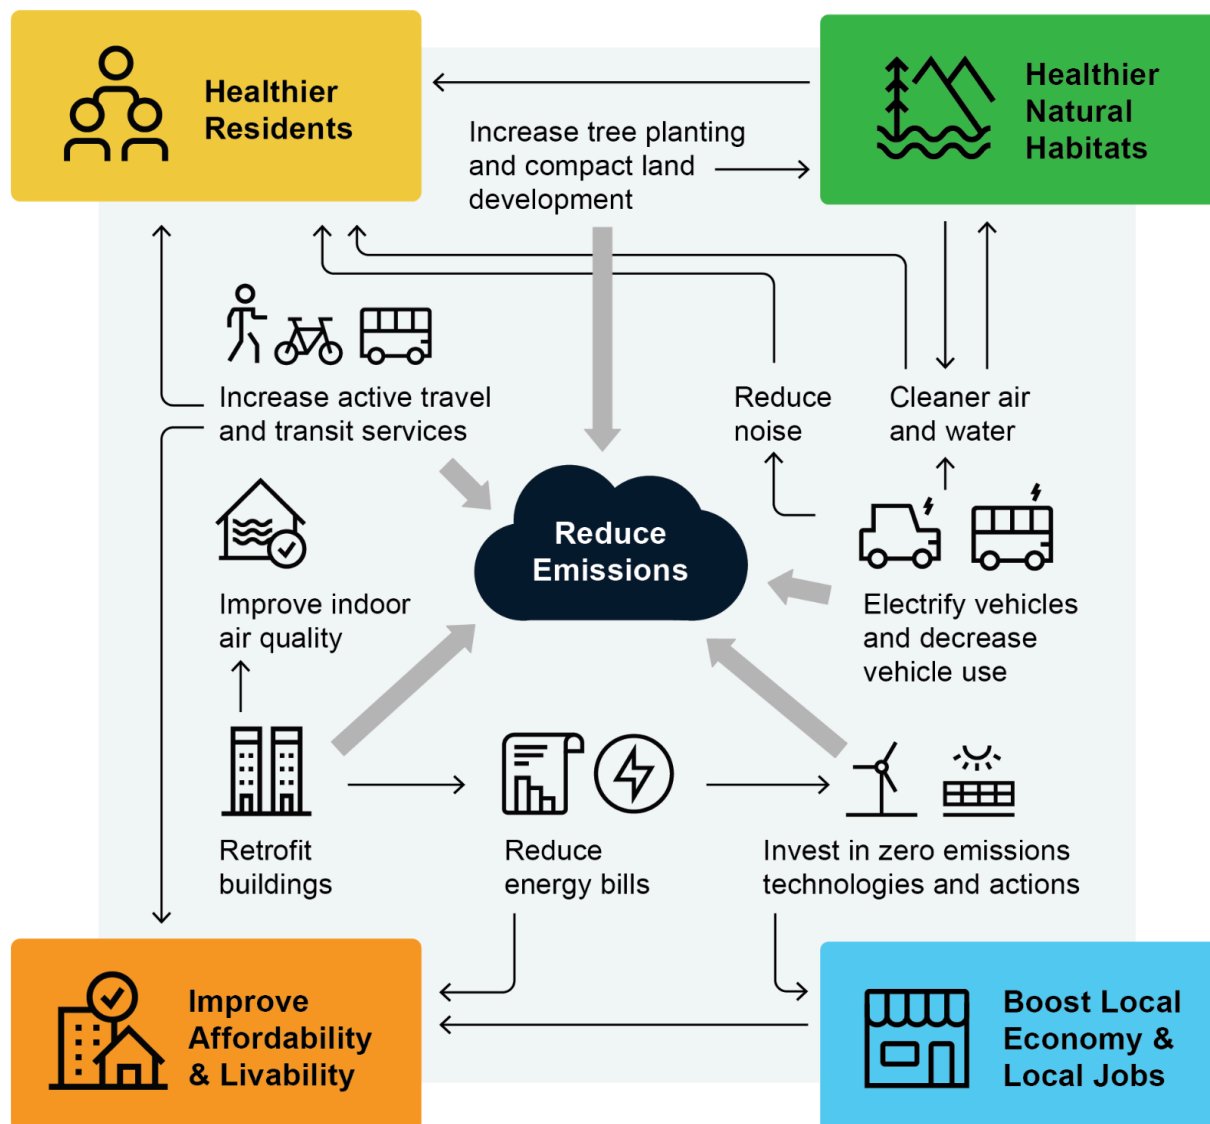 Healthier
Residents
Healthier
Natural
Habitats
Increase tree planting
and compact land
development
Increase active travel
and transit services
Reduce
noise
Cleaner air
and water
Reduce
Emissions
Improve indoor
air quality
Electrify vehicles
and decrease
vehicle use
Retrofit
buildings
Reduce
energy bills
Invest in zero emissions
technologies and actions
Improve
Affordability
& Livability
Boost Local
Economy &
Local Jobs